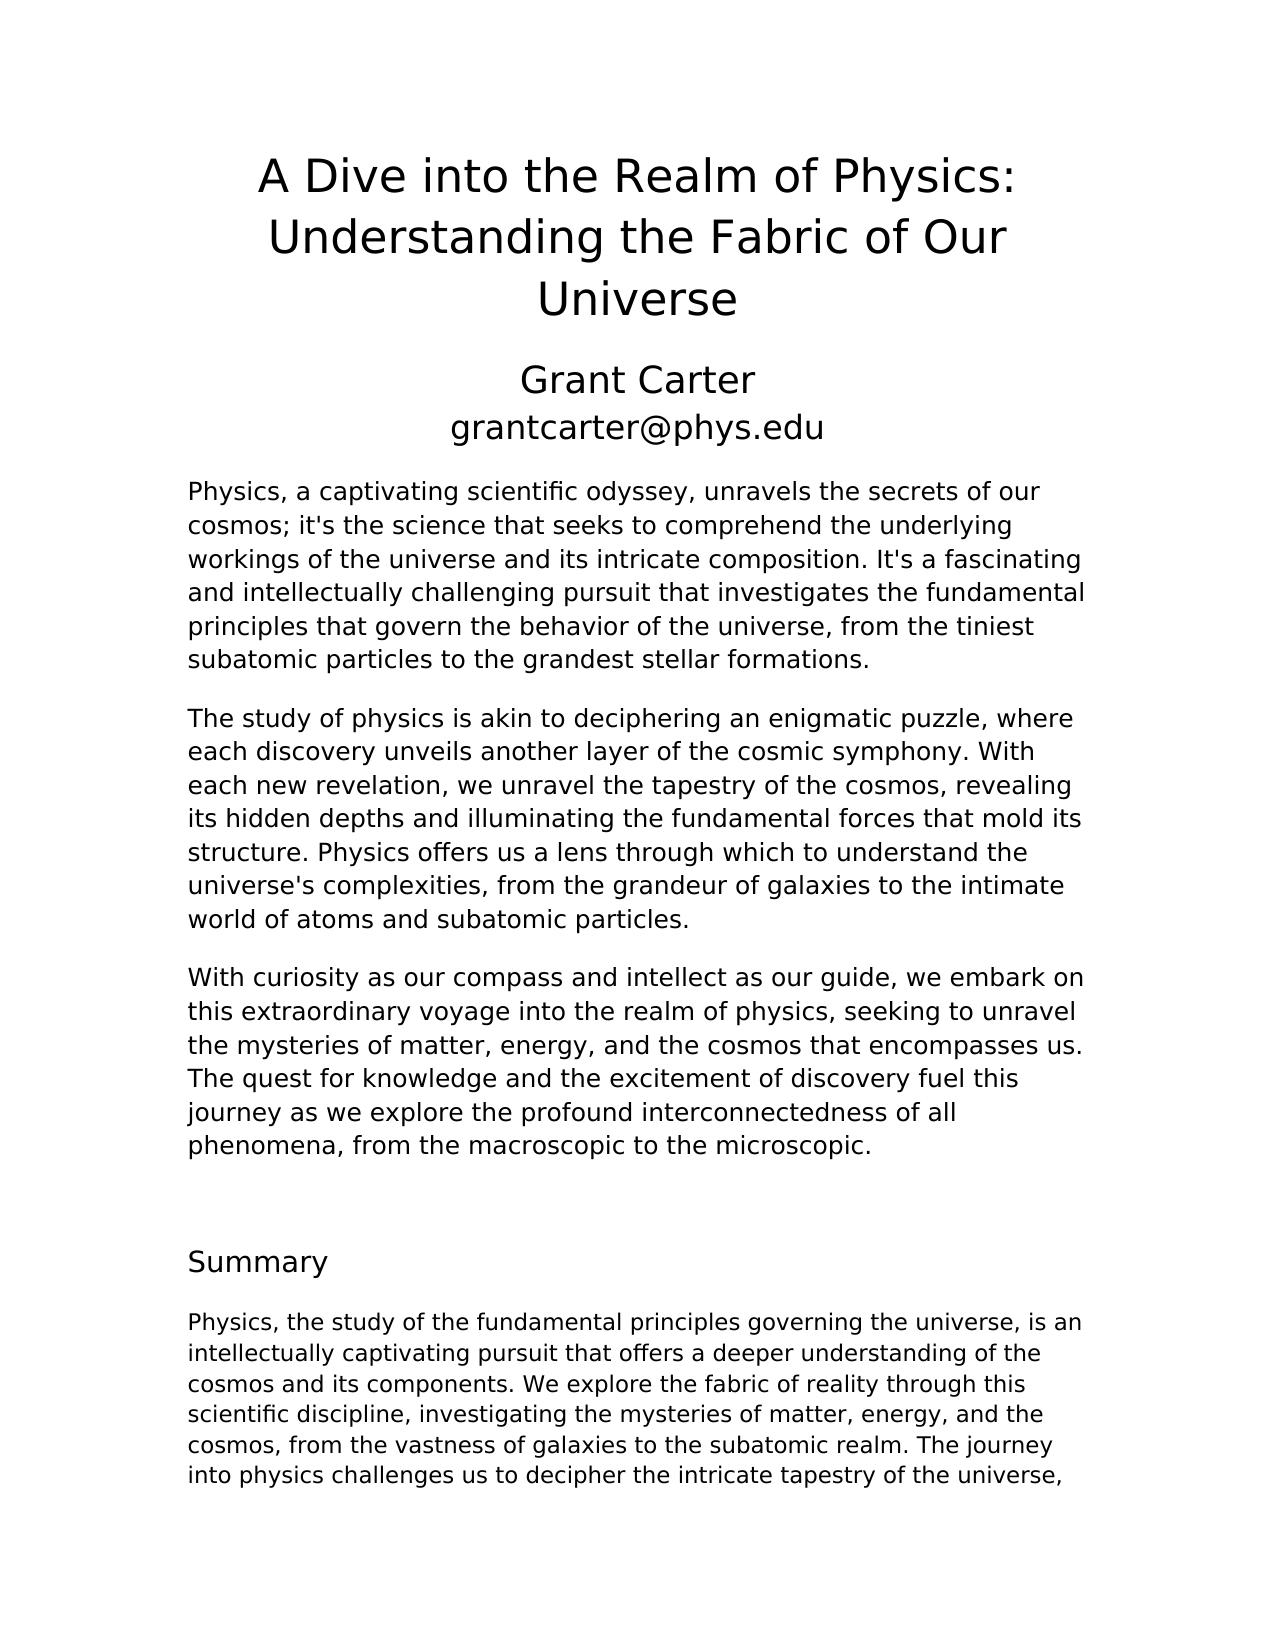 A Dive into the Realm of Physics:
Understanding the Fabric of Our
Universe
Grant Carter
grantcarter@phys.edu
Physics, a captivating scientific odyssey, unravels the secrets of our
cosmos; it's the science that seeks to comprehend the underlying
workings of the universe and its intricate composition. It's a fascinating
and intellectually challenging pursuit that investigates the fundamental
principles that govern the behavior of the universe, from the tiniest
subatomic particles to the grandest stellar formations.
The study of physics is akin to deciphering an enigmatic puzzle, where
each discovery unveils another layer of the cosmic symphony. With
each new revelation, we unravel the tapestry of the cosmos, revealing
its hidden depths and illuminating the fundamental forces that mold its
structure. Physics offers us a lens through which to understand the
universe's complexities, from the grandeur of galaxies to the intimate
world of atoms and subatomic particles.
With curiosity as our compass and intellect as our guide, we embark on
this extraordinary voyage into the realm of physics, seeking to unravel
the mysteries of matter, energy, and the cosmos that encompasses us.
The quest for knowledge and the excitement of discovery fuel this
journey as we explore the profound interconnectedness of all
phenomena, from the macroscopic to the microscopic.
Summary
Physics, the study of the fundamental principles governing the universe, is an
intellectually captivating pursuit that offers a deeper understanding of the
cosmos and its components. We explore the fabric of reality through this
scientific discipline, investigating the mysteries of matter, energy, and the
cosmos, from the vastness of galaxies to the subatomic realm. The journey
into physics challenges us to decipher the intricate tapestry of the universe,